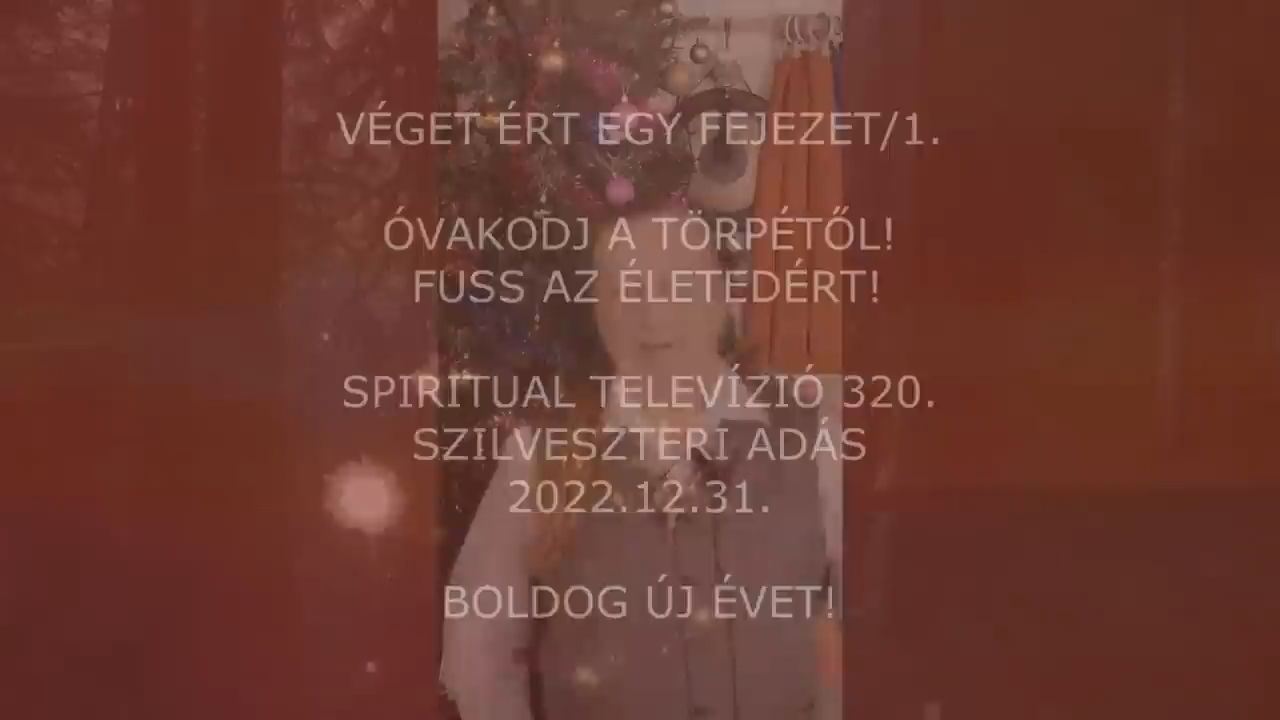 VÉGET ÉRT EGY FEJEZET/1.
ÓVAKODJ A TÖRPÉTŐL!
FUSS AZ ÉLETEDÉRT!
SPIRITUAL TELEVÍZIÓ 320.
SZILVESZTERI ADÁS
2022.12.31.
BOLDOG ÚJ ÉVET!